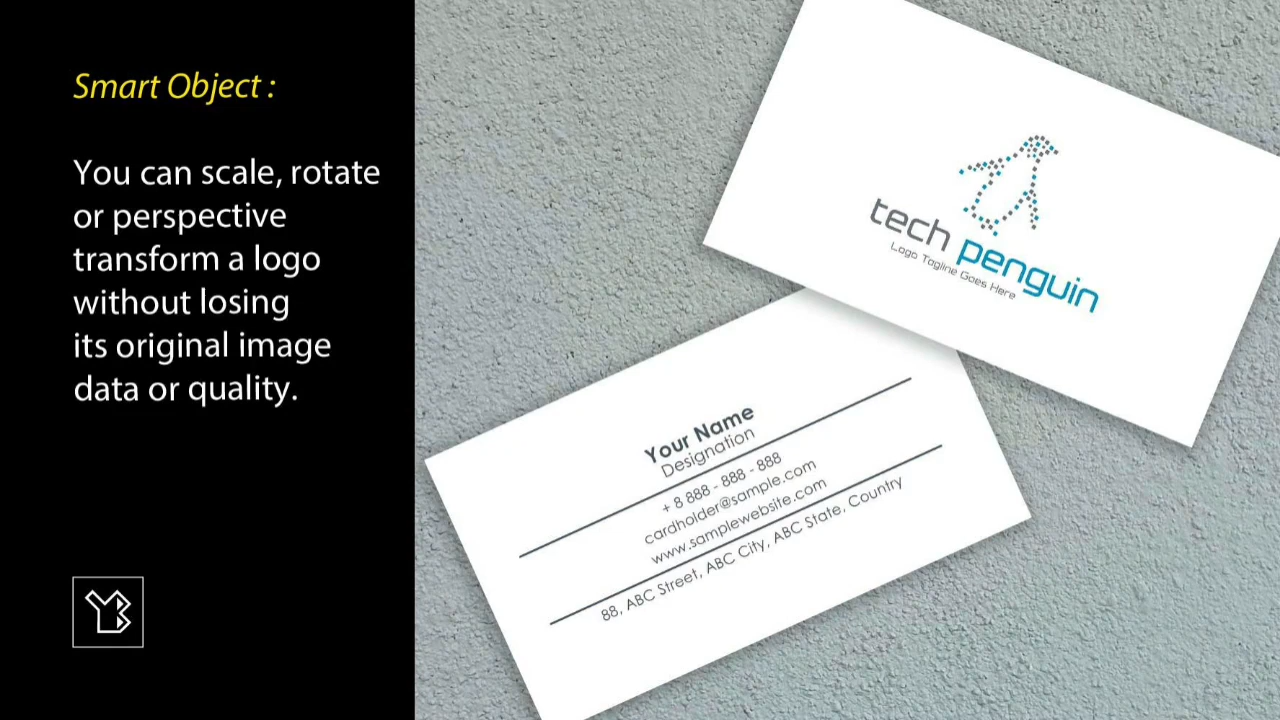 Smart Object :
You can scale, rotate
or perspective
transform a logo
without losing
its original image
data or quality.
tech penguin
Logo Tagline Goes Here
Your Name
Designation
+ 8 888 - 888 - 888
cardholder@sample.com
www.samplewebsite.com
88, ABC Street, ABC City, ABC State, Country